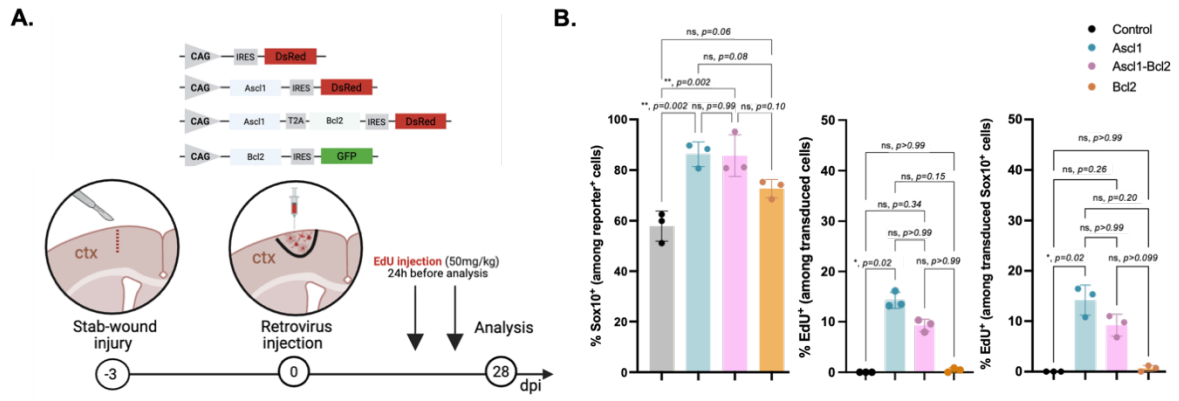 A.
CAG IRES DsRed
CAG Ascl1 IRES DsRed
CAG Ascl1 T2A Bcl2 IRES DsRed
CAG Bcl2 IRES GFP
ctx
ctx
EdU injection (50mg/kg)
24h before analysis
Stab-wound
injury
Retrovirus
injection
Analysis
-3
0
28
dpi
B.
Control
Ascl1
Ascl1-Bcl2
Bcl2
% Sox10+ (among reporter+ cells)
100
80
60
40
20
0
ns, p=0.06
ns, p=0.08
**, p=0.002
**, p=0.002
ns, p=0.99
ns, p=0.10
% EdU+ (among transduced cells)
50
40
30
20
10
0
ns, p>0.99
ns, p=0.15
ns, p=0.34
ns, p>0.99
*, p=0.02
ns, p>0.99
% EdU+ (among transduced Sox10+ cells)
50
40
30
20
10
0
ns, p>0.99
ns, p=0.26
ns, p=0.20
ns, p>0.99
*, p=0.02
ns, p>0.099